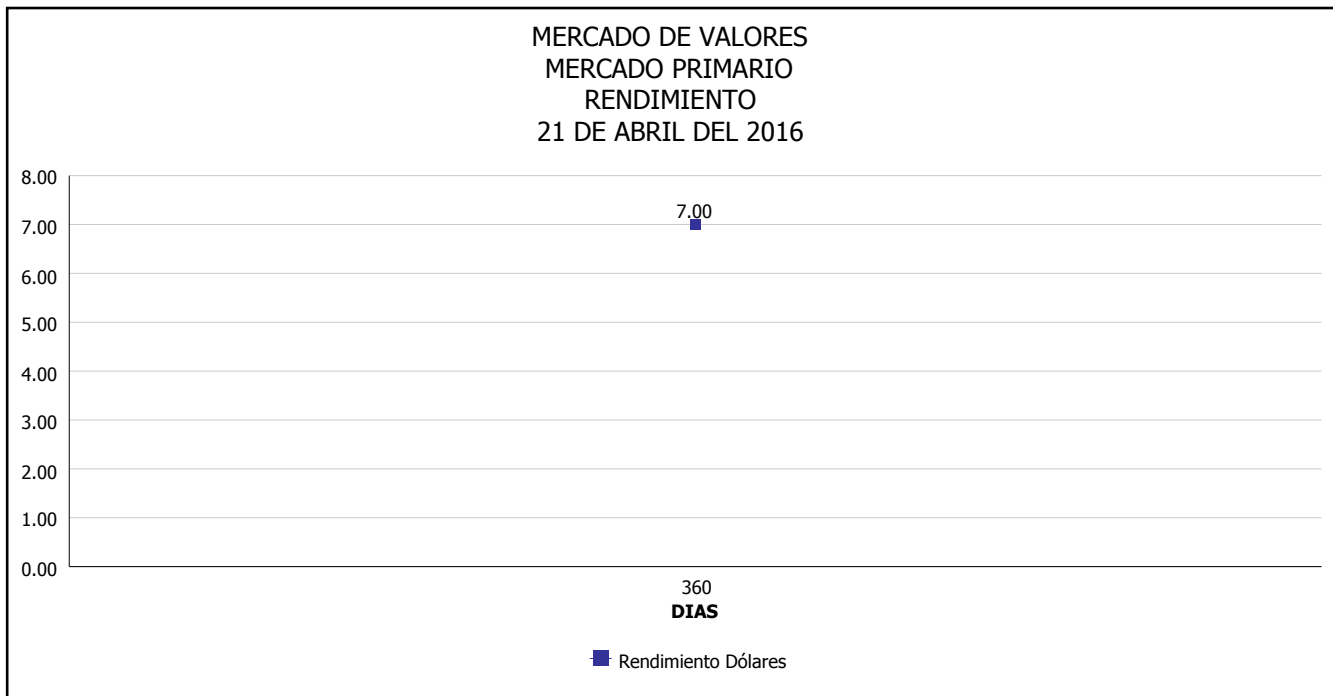 MERCADO DE VALORES
MERCADO PRIMARIO
RENDIMIENTO
21 DE ABRIL DEL 2016
8.00
7.00
7.00
6.00
5.00
4.00
3.00
2.00
1.00
0.00
360
DIAS
Rendimiento Dólares